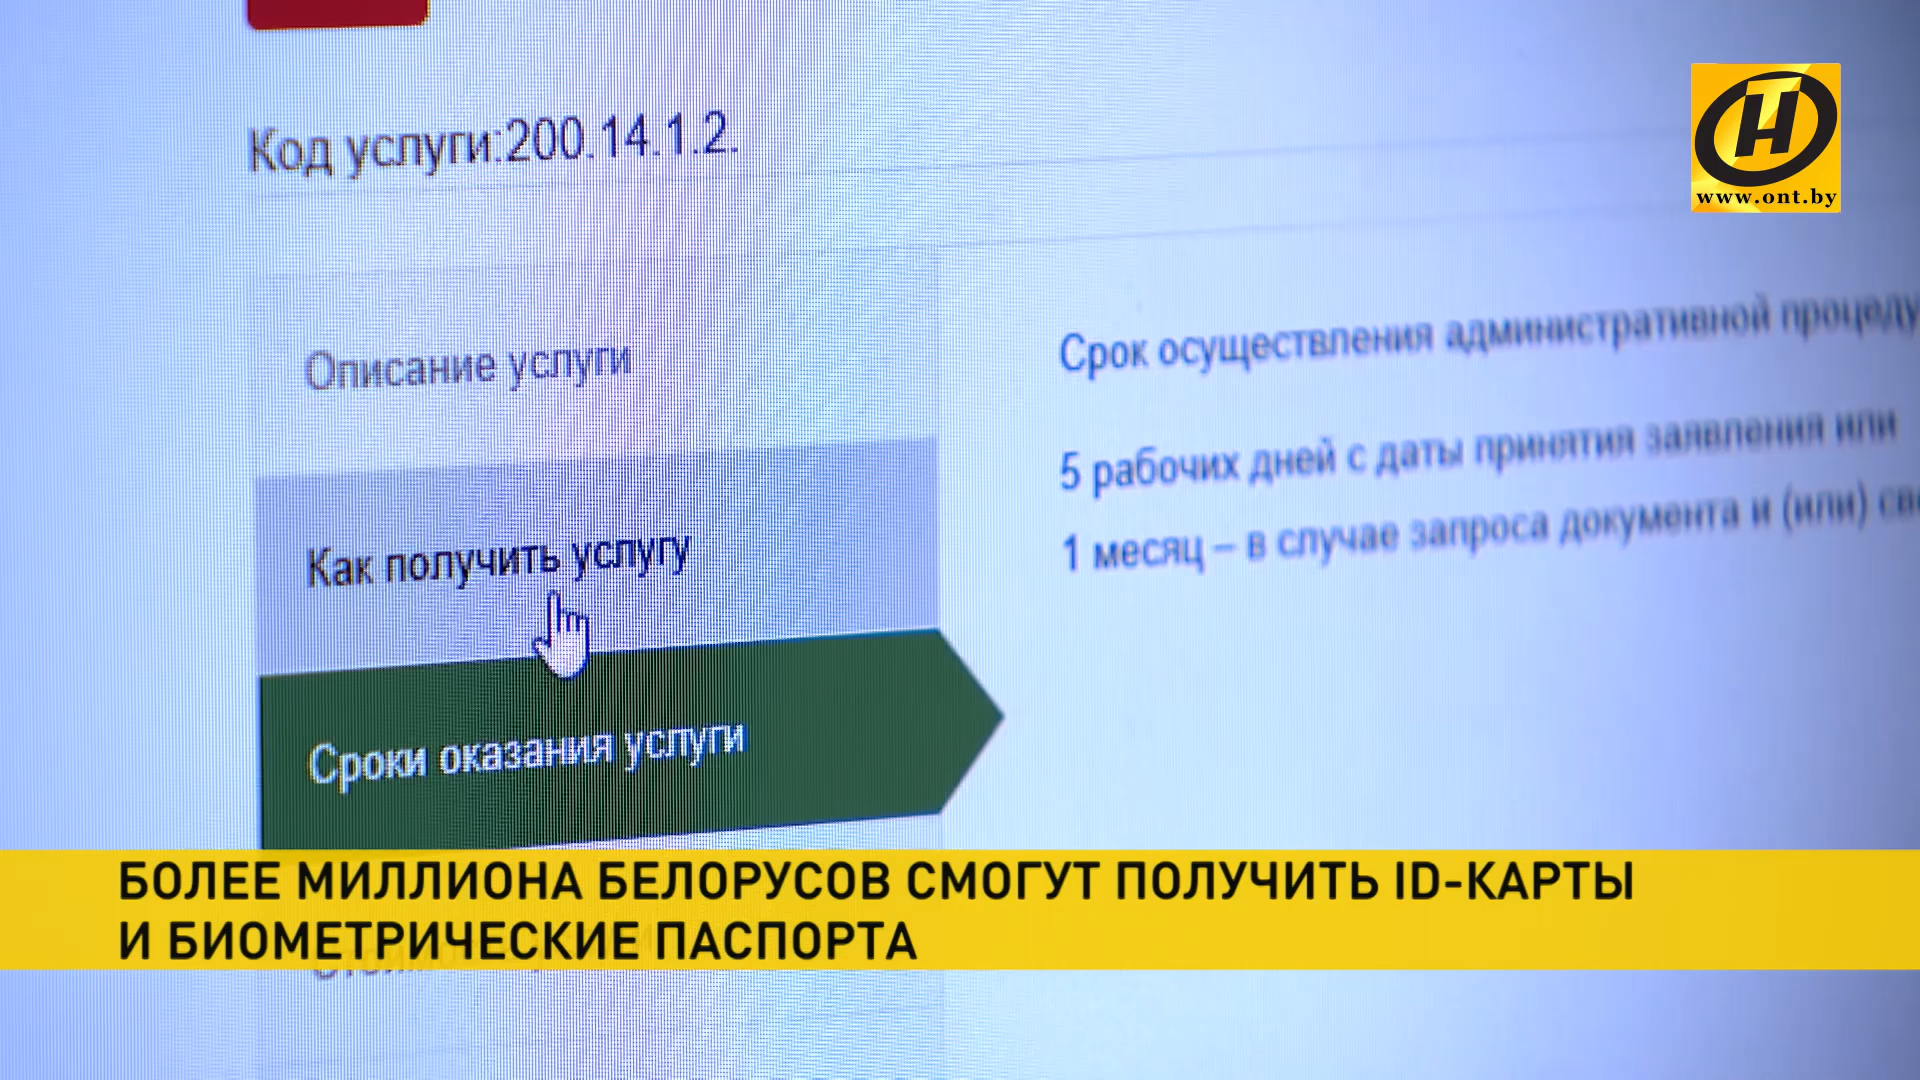 Код услуги:200.14.1.2.
www.ont.by
Описание услуги
Срок осуществления административной
5 рабочих дней с даты принятия заявления или
1 месяц – в случае запроса документа и (или)
Как получить услугу
Сроки оказания услуги
БОЛЕЕ МИЛЛИОНА БЕЛОРУСОВ СМОГУТ ПОЛУЧИТЬ ID-КАРТЫ
И БИОМЕТРИЧЕСКИЕ ПАСПОРТА